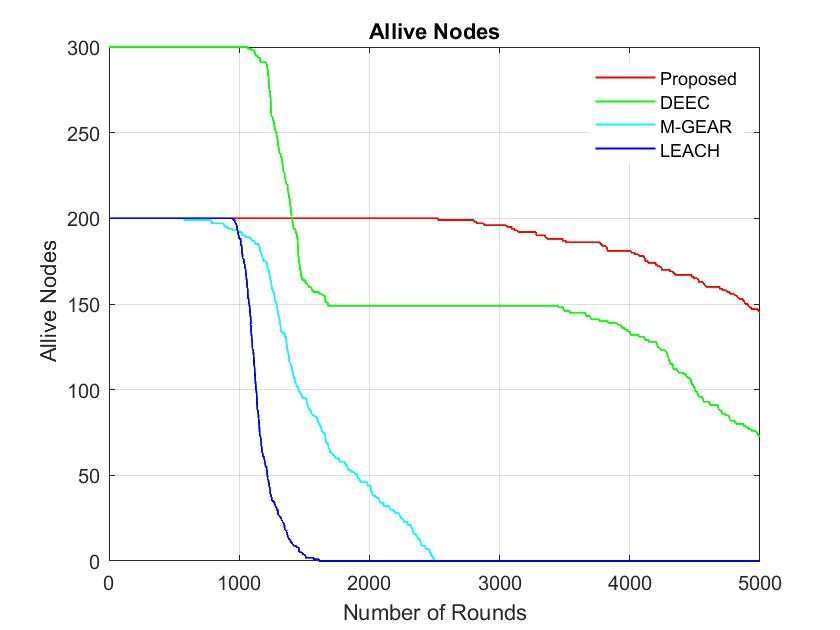 Allive Nodes
300
250
200
150
100
50
0
Allive Nodes
Proposed
DEEC
M-GEAR
LEACH
0 1000 2000 3000 4000 5000
Number of Rounds